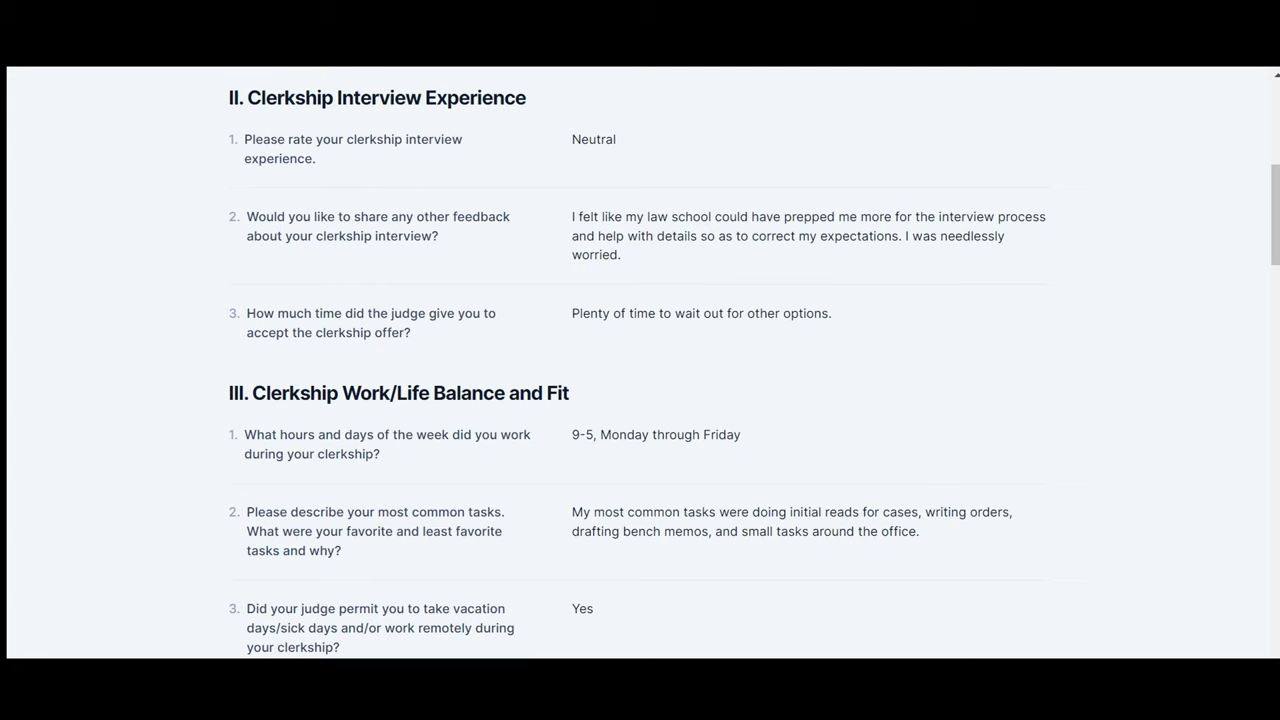 II. Clerkship Interview Experience
1. Please rate your clerkship interview
experience.
Neutral
2. Would you like to share any other feedback
about your clerkship interview?
I felt like my law school could have prepped me more for the interview process
and help with details so as to correct my expectations. I was needlessly
worried.
3. How much time did the judge give you to
accept the clerkship offer?
Plenty of time to wait out for other options.
III. Clerkship Work/Life Balance and Fit
1. What hours and days of the week did you work
during your clerkship?
9-5, Monday through Friday
2. Please describe your most common tasks.
What were your favorite and least favorite
tasks and why?
My most common tasks were doing initial reads for cases, writing orders,
drafting bench memos, and small tasks around the office.
3. Did your judge permit you to take vacation
days/sick days and/or work remotely during
your clerkship?
Yes